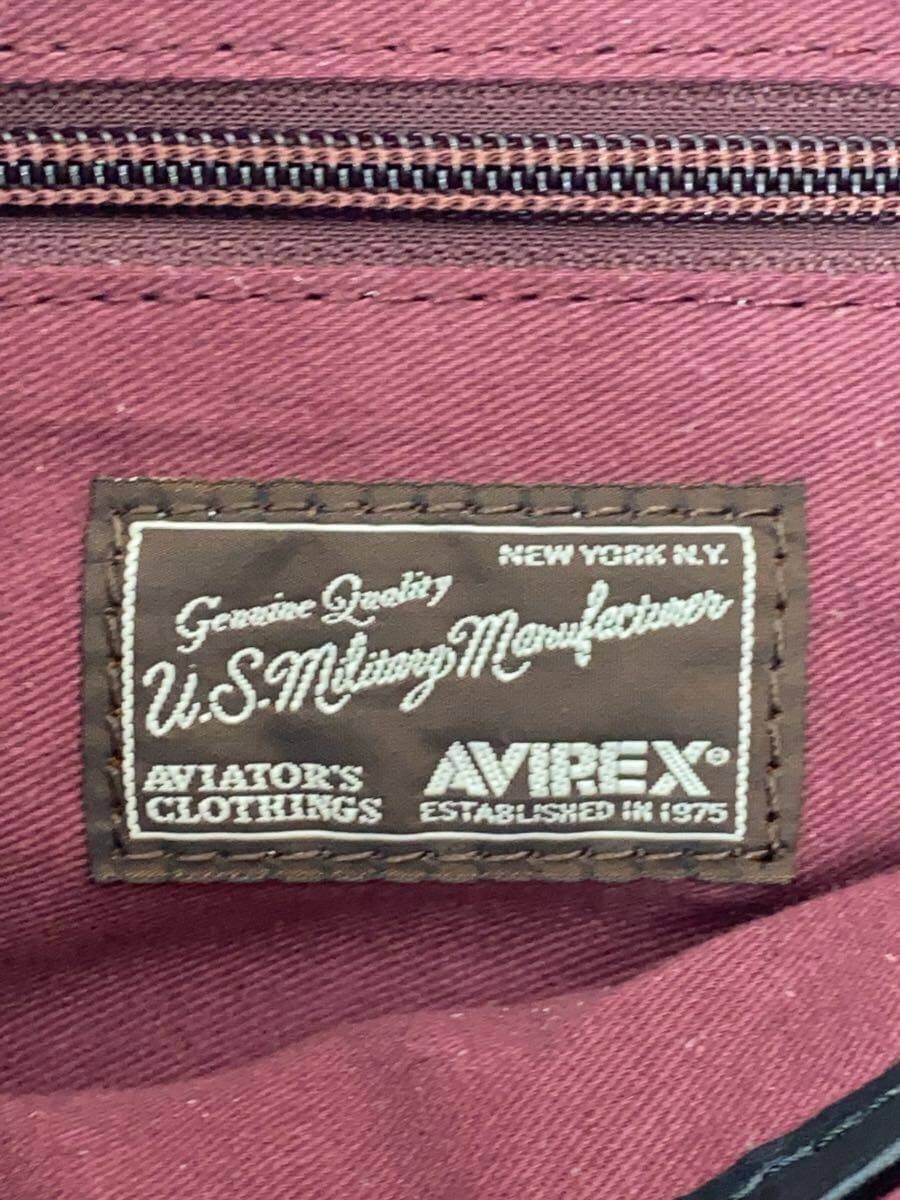 NEW YORK N.Y.
Genuine Quality
U.S. Military Manufacturer
AVIATOR'S
CLOTHINGS
AVIREX®
ESTABLISHED IN 1975